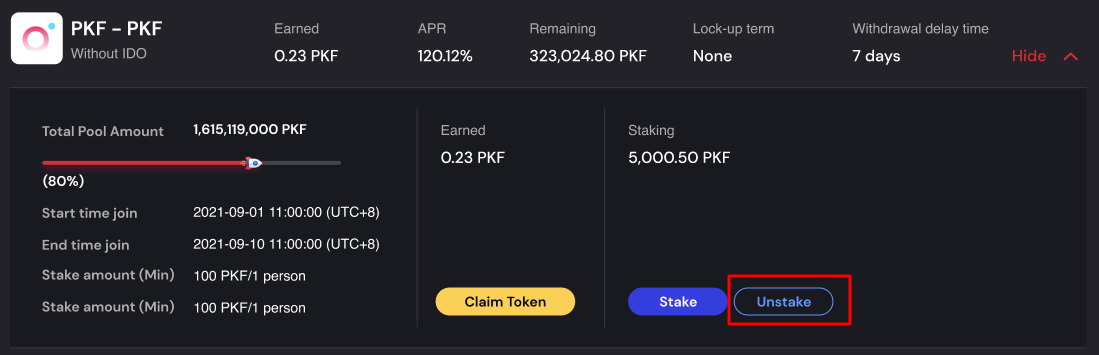 PKF - PKF
Without IDO
Earned
0.23 PKF
APR
120.12%
Remaining
323,024.80 PKF
Lock-up term
None
Withdrawal delay time
7 days
Hide
Total Pool Amount 1,615,119,000 PKF
(80%)
Start time join 2021-09-01 11:00:00 (UTC+8)
End time join 2021-09-10 11:00:00 (UTC+8)
Stake amount (Min) 100 PKF/1 person
Stake amount (Min) 100 PKF/1 person
Earned
0.23 PKF
Claim Token
Staking
5,000.50 PKF
Stake
Unstake